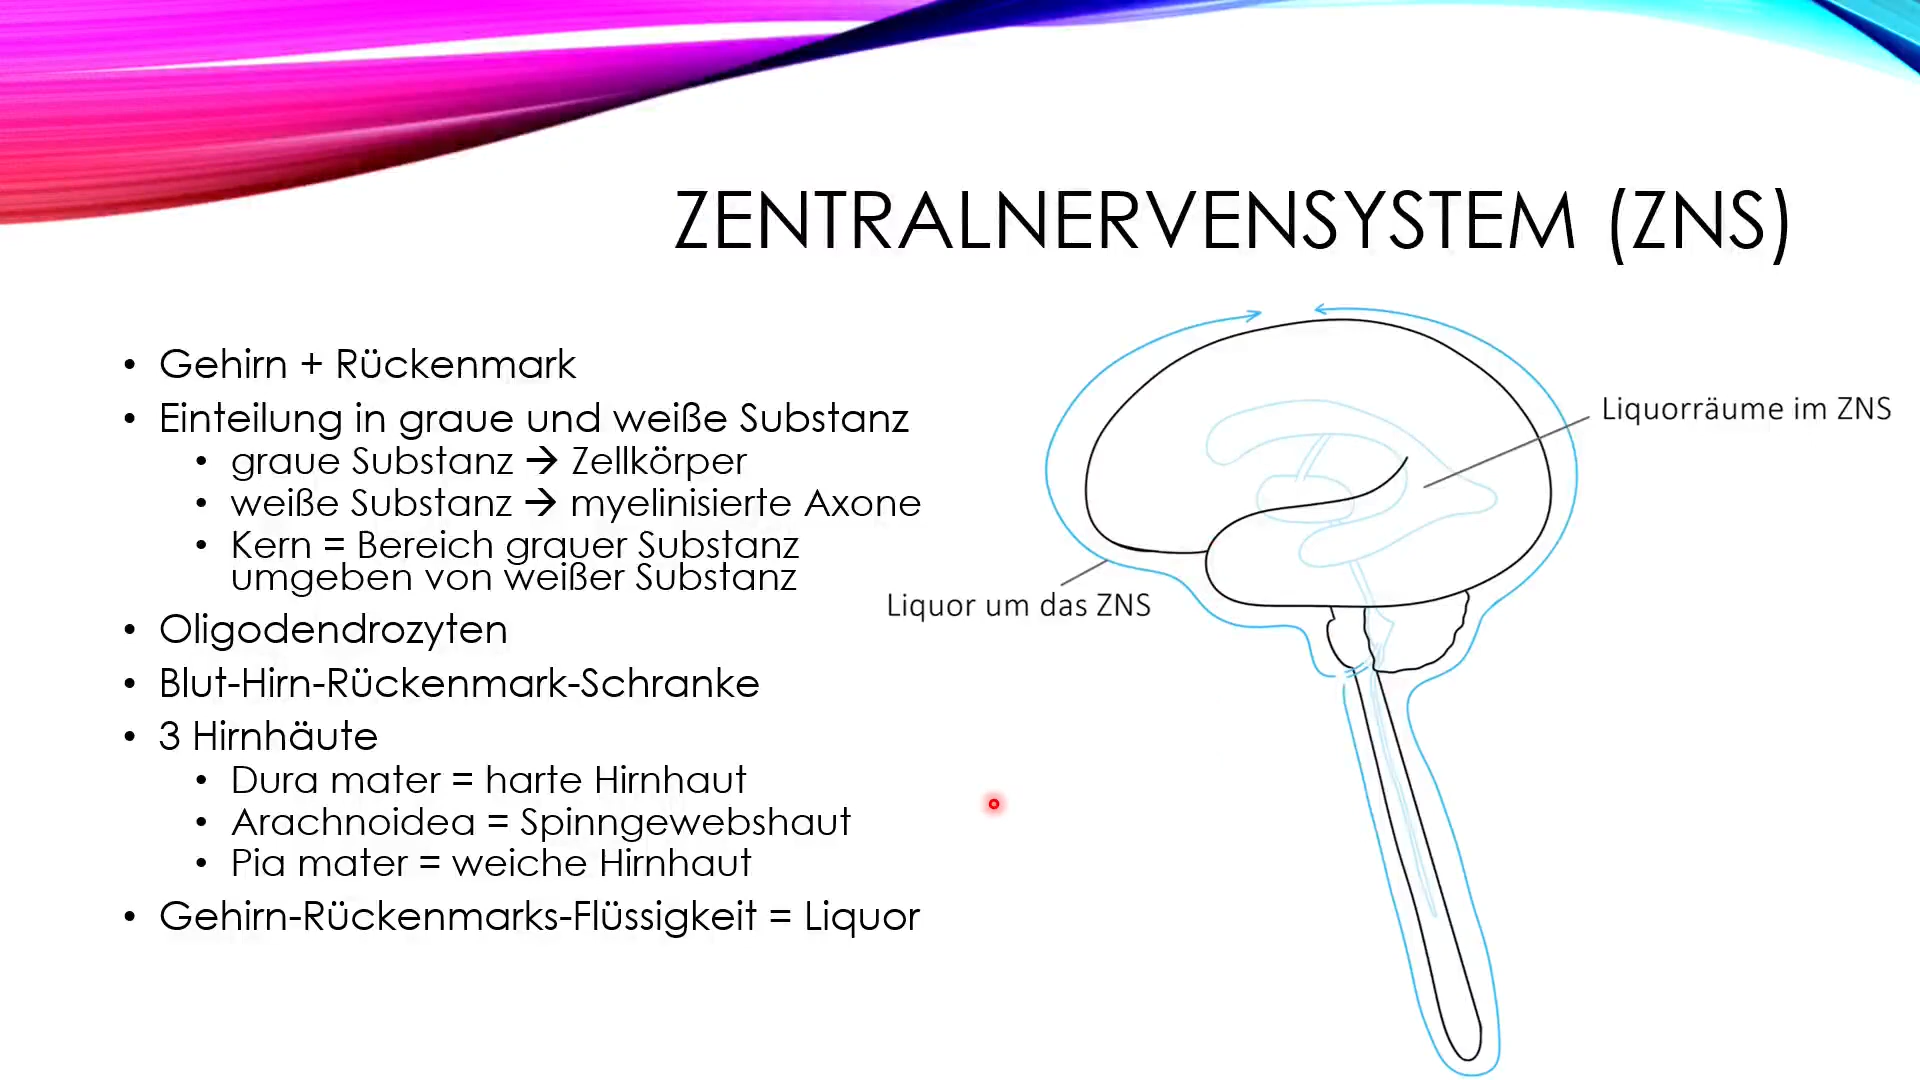 ZENTRALNERVENSYSTEM (ZNS)
• Gehirn + Rückenmark
• Einteilung in graue und weiße Substanz
• graue Substanz → Zellkörper
• weiße Substanz → myelinisierte Axone
• Kern = Bereich grauer Substanz
umgeben von weißer Substanz
• Oligodendrozyten
• Blut-Hirn-Rückenmark-Schranke
• 3 Hirnhäute
• Dura mater = harte Hirnhaut
• Arachnoidea = Spinngewebshaut
• Pia mater = weiche Hirnhaut
• Gehirn-Rückenmarks-Flüssigkeit = Liquor
Liquorräume im ZNS
Liquor um das ZNS